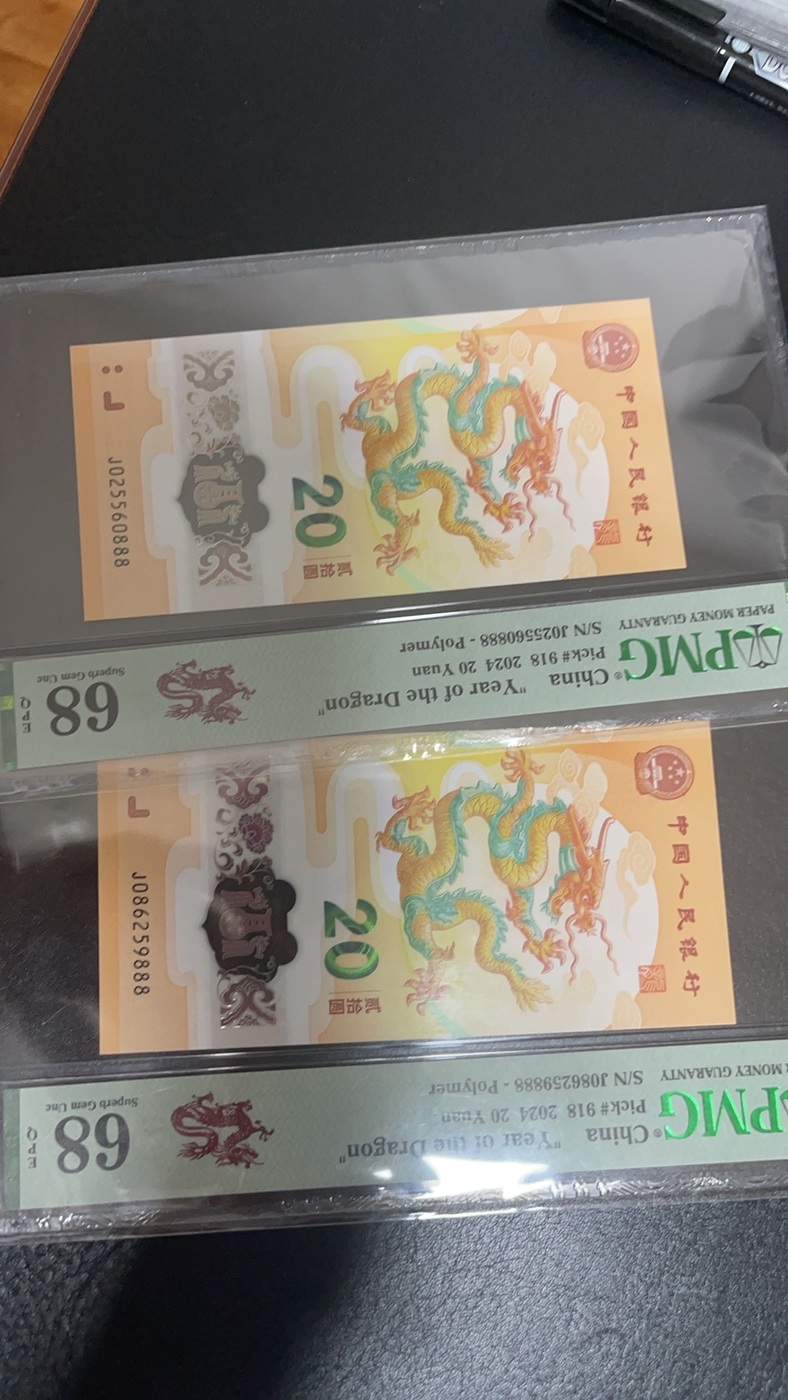 中国人民银行
20
贰拾圆
福
J025560888
PMG
PAPER MONEY GUARANTY
China "Year of the Dragon"
Pick# 918 2024 20 Yuan
S/N J025560888 - Polymer
68
EPQ
Superb Gem Unc
中国人民银行
20
贰拾圆
福
J086259888
PMG
MONEY GUARANTY
China "Year of the Dragon"
Pick# 918 2024 20 Yuan
S/N J086259888 - Polymer
68
EPQ
Superb Gem Unc